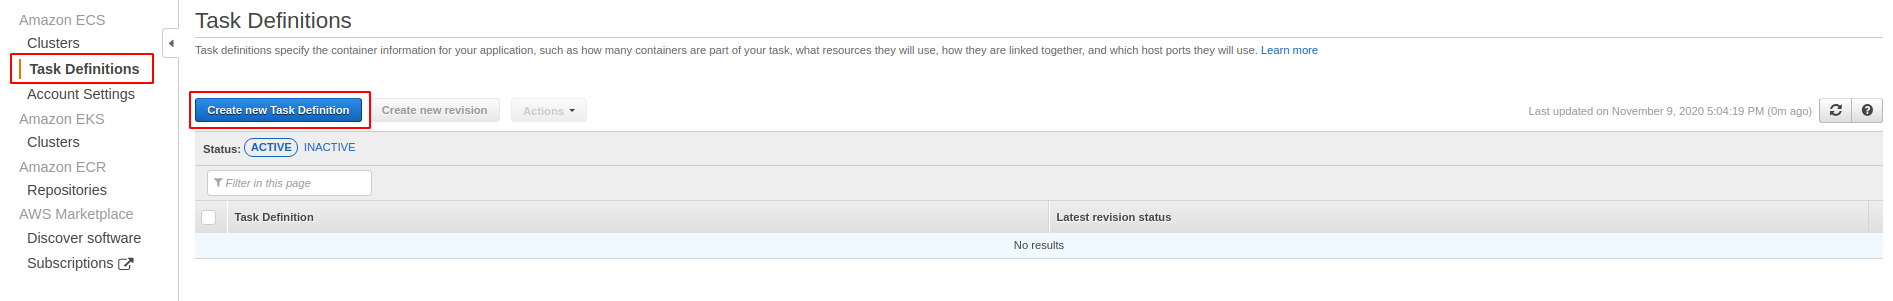 Amazon ECS
Clusters
Task Definitions
Account Settings
Amazon EKS
Clusters
Amazon ECR
Repositories
AWS Marketplace
Discover software
Subscriptions
Task Definitions
Task definitions specify the container information for your application, such as how many containers are part of your task, what resources they will use, how they are linked together, and which host ports they will use. Learn more
Create new Task Definition Create new revision Actions Last updated on November 9, 2020 5:04:19 PM (0m ago)
Status: ACTIVE INACTIVE
Filter in this page
Task Definition Latest revision status
No results